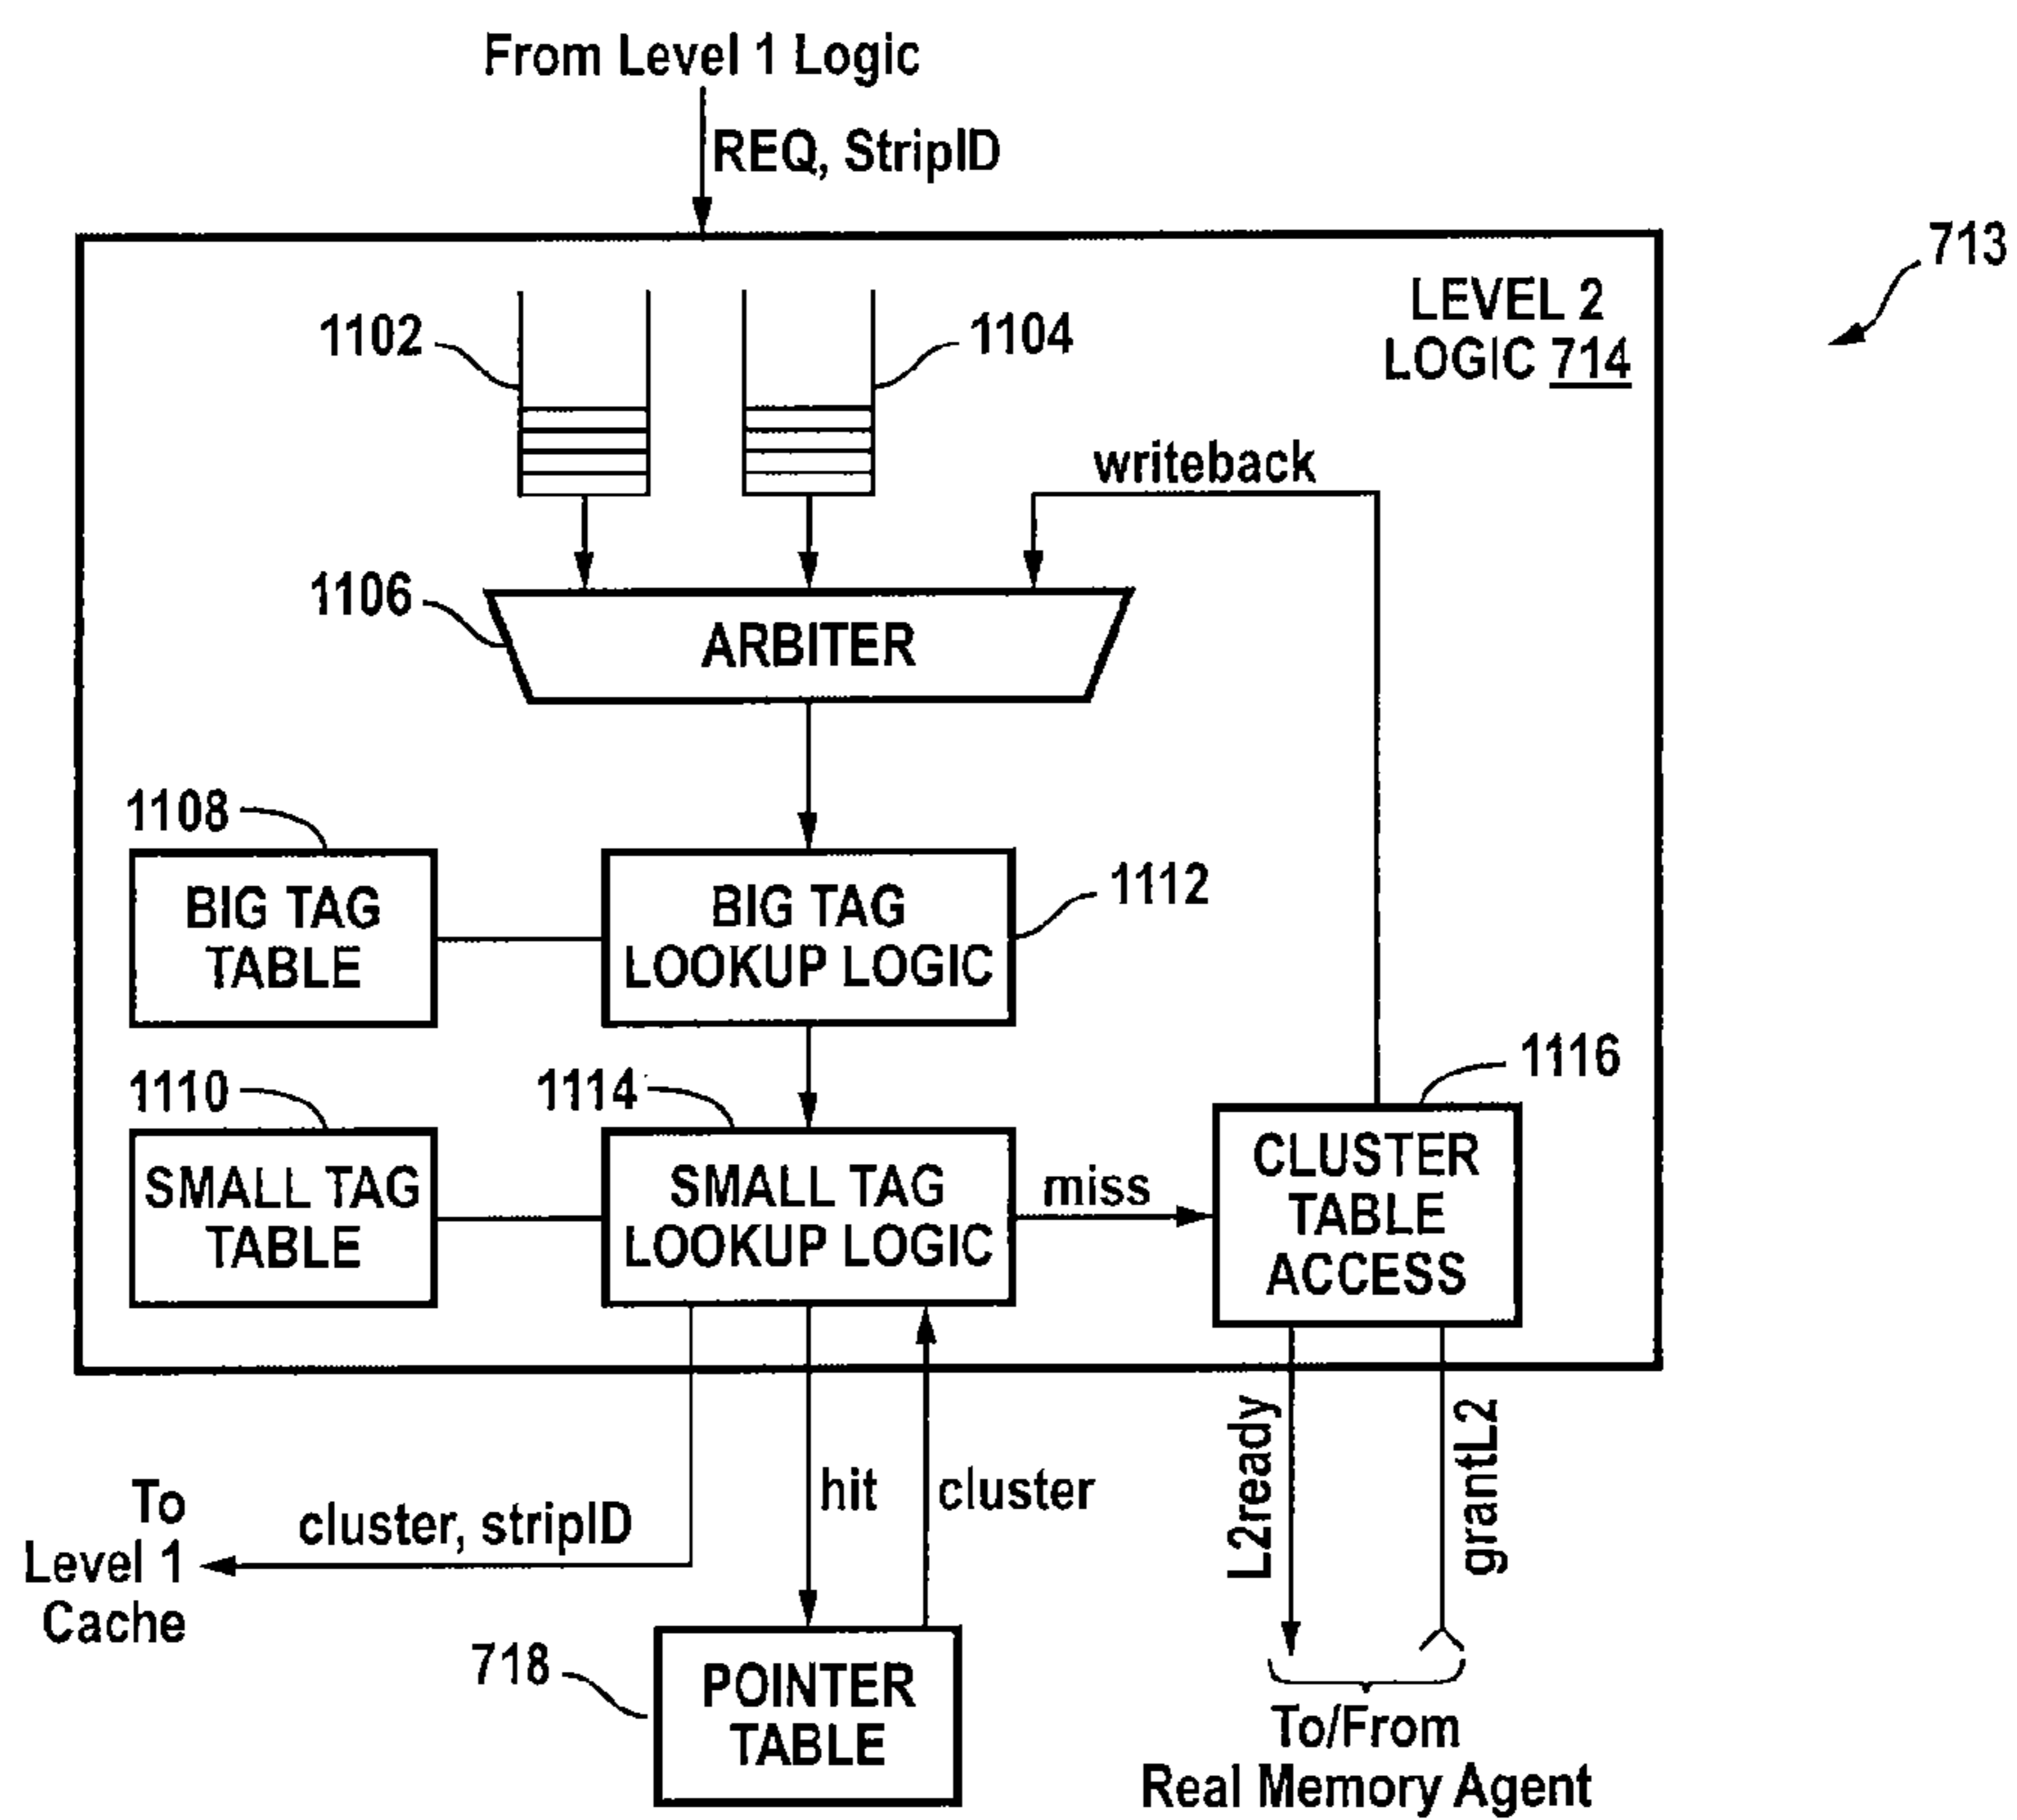 From Level 1 Logic
REQ, StripID
713
LEVEL 2
LOGIC 714
1102
1104
writeback
1106
ARBITER
1108
BIG TAG
TABLE
BIG TAG
LOOKUP LOGIC
1112
1110
SMALL TAG
TABLE
1114
SMALL TAG
LOOKUP LOGIC
miss
1116
CLUSTER
TABLE
ACCESS
To
Level 1
Cache
cluster, stripID
hit
cluster
L2ready
grantL2
718
POINTER
TABLE
To/From
Real Memory Agent